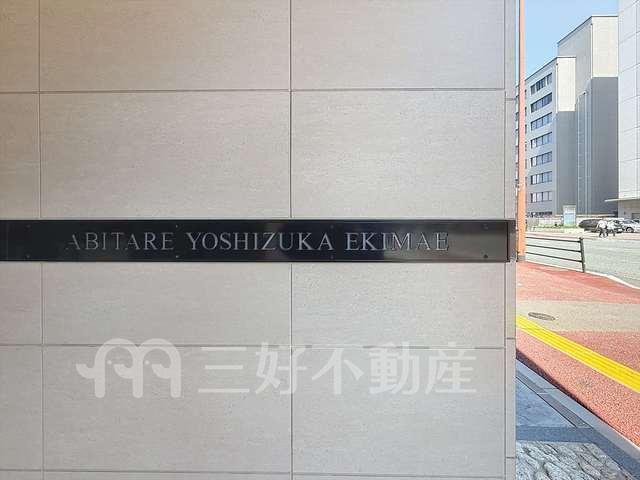 ABITARE YOSHIZUKA EKIMAE
三好不動産